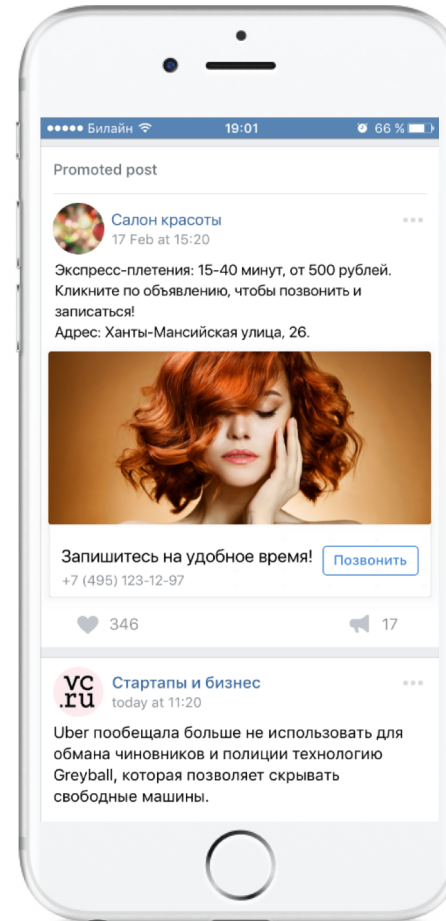 Билайн 19:01 66 %
Promoted post
Салон красоты
17 Feb at 15:20
Экспресс-плетения: 15-40 минут, от 500 рублей.
Кликните по объявлению, чтобы позвонить и
записаться!
Адрес: Ханты-Мансийская улица, 26.
Запишитесь на удобное время!
Позвонить
+7 (495) 123-12-97
346
17
vc
.ru
Стартапы и бизнес
today at 11:20
Uber пообещала больше не использовать для
обмана чиновников и полиции технологию
Greyball, которая позволяет скрывать
свободные машины.